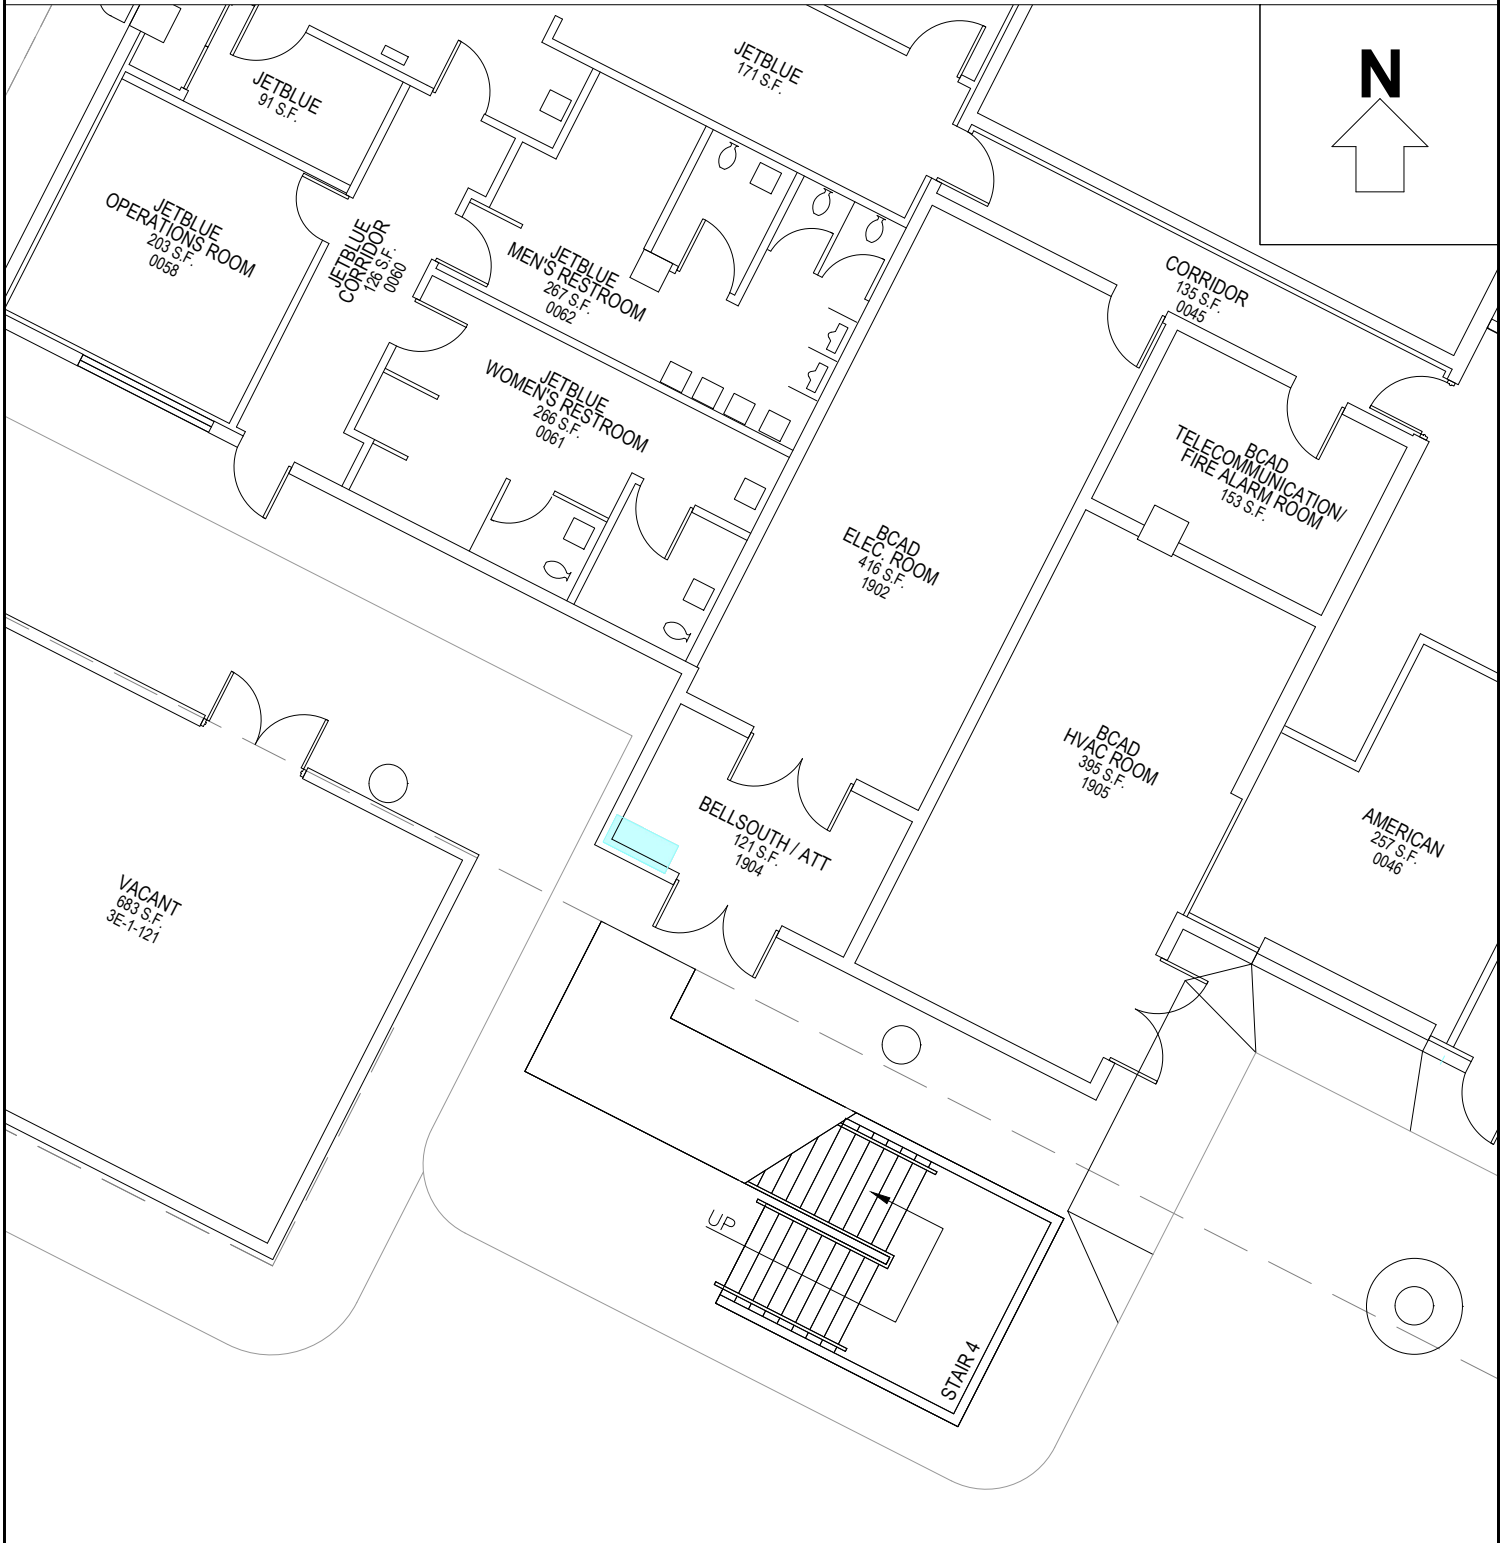 N
JETBLUE
171 S.F.
JETBLUE
91 S.F.
JETBLUE
OPERATIONS ROOM
203 S.F.
0058
JETBLUE
CORRIDOR
126 S.F.
0060
JETBLUE
MEN'S RESTROOM
267 S.F.
0062
CORRIDOR
135 S.F.
0045
JETBLUE
WOMEN'S RESTROOM
266 S.F.
0061
BCAD
TELECOMMUNICATION/
FIRE ALARM ROOM
153 S.F.
BCAD
ELEC. ROOM
416 S.F.
1902
BCAD
HVAC ROOM
395 S.F.
1905
BELLSOUTH / ATT
121 S.F.
1904
AMERICAN
257 S.F.
0046
VACANT
683 S.F.
3E-1-121
UP
STAIR 4